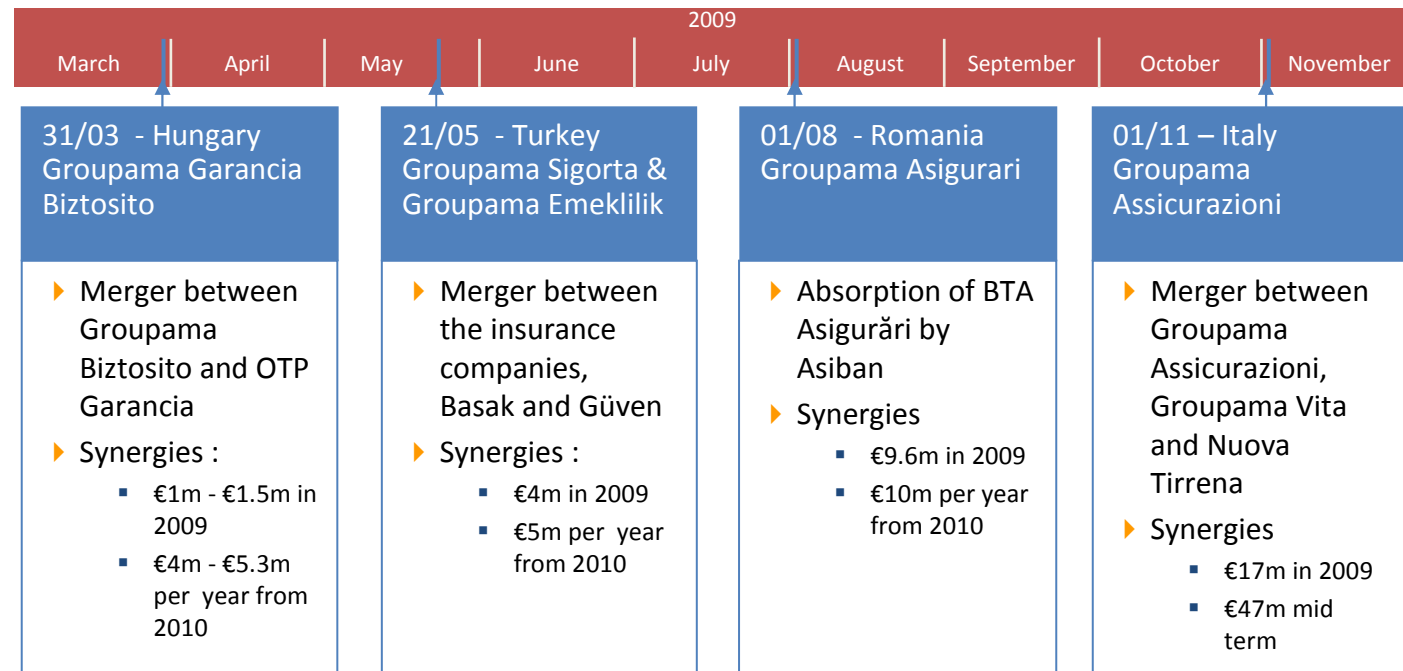 2009
March April May June July August September October November
31/03 - Hungary
Groupama Garancia
Biztosito
Merger between
Groupama
Biztosito and OTP
Garancia
Synergies :
€1m - €1.5m in
2009
€4m - €5.3m
per year from
2010
21/05 - Turkey
Groupama Sigorta &
Groupama Emeklilik
Merger between
the insurance
companies,
Basak and Güven
Synergies :
€4m in 2009
€5m per year
from 2010
01/08 - Romania
Groupama Asigurari
Absorption of BTA
Asigurări by
Asiban
Synergies
€9.6m in 2009
€10m per year
from 2010
01/11 – Italy
Groupama
Assicurazioni
Merger between
Groupama
Assicurazioni,
Groupama Vita
and Nuova
Tirrena
Synergies
€17m in 2009
€47m mid
term